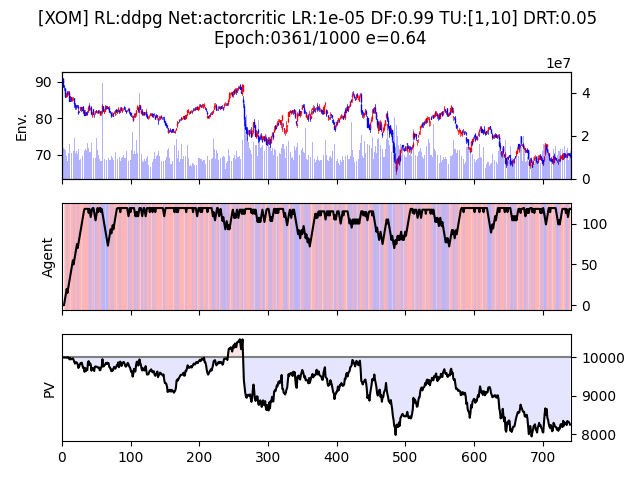 [XOM] RL:ddpg Net:actorcritic LR:1e-05 DF:0.99 TU:[1,10] DRT:0.05
Epoch:0361/1000 e=0.64
1e7
90
80
70
Env.
4
2
0
Agent
100
50
0
PV
10000
9000
8000
0 100 200 300 400 500 600 700